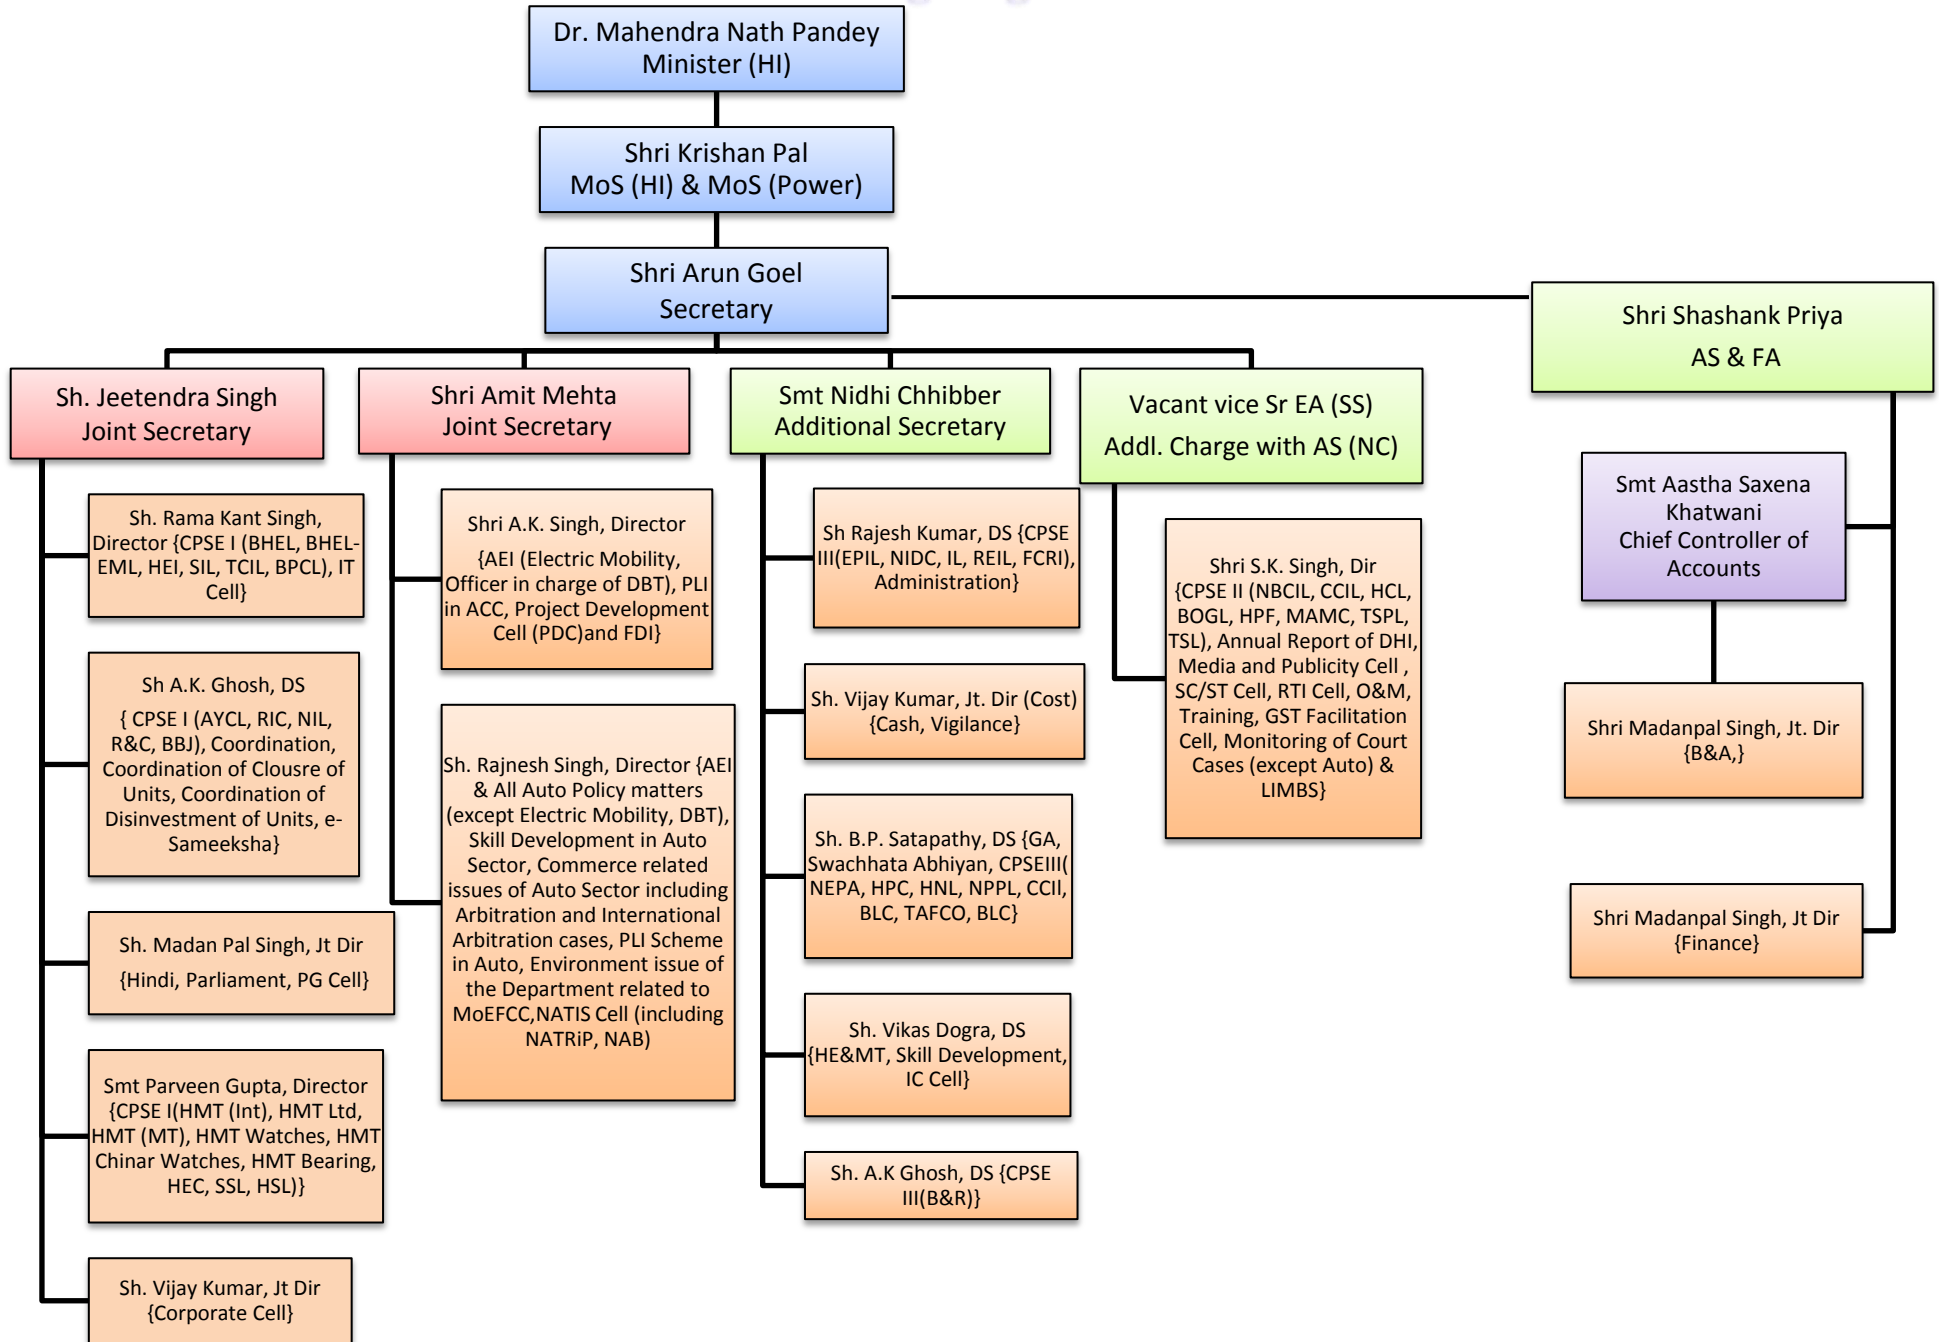 Dr. Mahendra Nath Pandey
Minister (HI)
Shri Krishan Pal
MoS (HI) & MoS (Power)
Shri Arun Goel
Secretary
Shri Shashank Priya
AS & FA
Sh. Jeetendra Singh
Joint Secretary
Shri Amit Mehta
Joint Secretary
Smt Nidhi Chhibber
Additional Secretary
Vacant vice Sr EA (SS)
Addl. Charge with AS (NC)
Sh. Rama Kant Singh,
Director {CPSE I (BHEL, BHEL-
EML, HEI, SIL, TCIL, BPCL), IT
Cell}
Sh A.K. Ghosh, DS
{ CPSE I (AYCL, RIC, NIL,
R&C, BBJ), Coordination,
Coordination of Clousre of
Units, Coordination of
Disinvestment of Units, e-
Sameeksha}
Sh. Madan Pal Singh, Jt Dir
{Hindi, Parliament, PG Cell}
Smt Parveen Gupta, Director
{CPSE I(HMT (Int), HMT Ltd,
HMT (MT), HMT Watches, HMT
Chinar Watches, HMT Bearing,
HEC, SSL, HSL)}
Sh. Vijay Kumar, Jt Dir
{Corporate Cell}
Shri A.K. Singh, Director
{AEI (Electric Mobility,
Officer in charge of DBT), PLI
in ACC, Project Development
Cell (PDC)and FDI}
Sh. Rajnesh Singh, Director {AEI
& All Auto Policy matters
(except Electric Mobility, DBT),
Skill Development in Auto
Sector, Commerce related
issues of Auto Sector including
Arbitration and International
Arbitration cases, PLI Scheme
in Auto, Environment issue of
the Department related to
MoEFCC,NATIS Cell (including
NATRiP, NAB)
Sh Rajesh Kumar, DS {CPSE
III(EPIL, NIDC, IL, REIL, FCRI),
Administration}
Sh. Vijay Kumar, Jt. Dir (Cost)
{Cash, Vigilance}
Sh. B.P. Satapathy, DS {GA,
Swachhata Abhiyan, CPSEIII(
NEPA, HPC, HNL, NPPL, CCIl,
BLC, TAFCO, BLC}
Sh. Vikas Dogra, DS
{HE&MT, Skill Development,
IC Cell}
Sh. A.K Ghosh, DS {CPSE
III(B&R)}
Shri S.K. Singh, Dir
{CPSE II (NBCIL, CCIL, HCL,
BOGL, HPF, MAMC, TSPL,
TSL), Annual Report of DHI,
Media and Publicity Cell ,
SC/ST Cell, RTI Cell, O&M,
Training, GST Facilitation
Cell, Monitoring of Court
Cases (except Auto) &
LIMBS}
Smt Aastha Saxena
Khatwani
Chief Controller of
Accounts
Shri Madanpal Singh, Jt. Dir
{B&A,}
Shri Madanpal Singh, Jt Dir
{Finance}